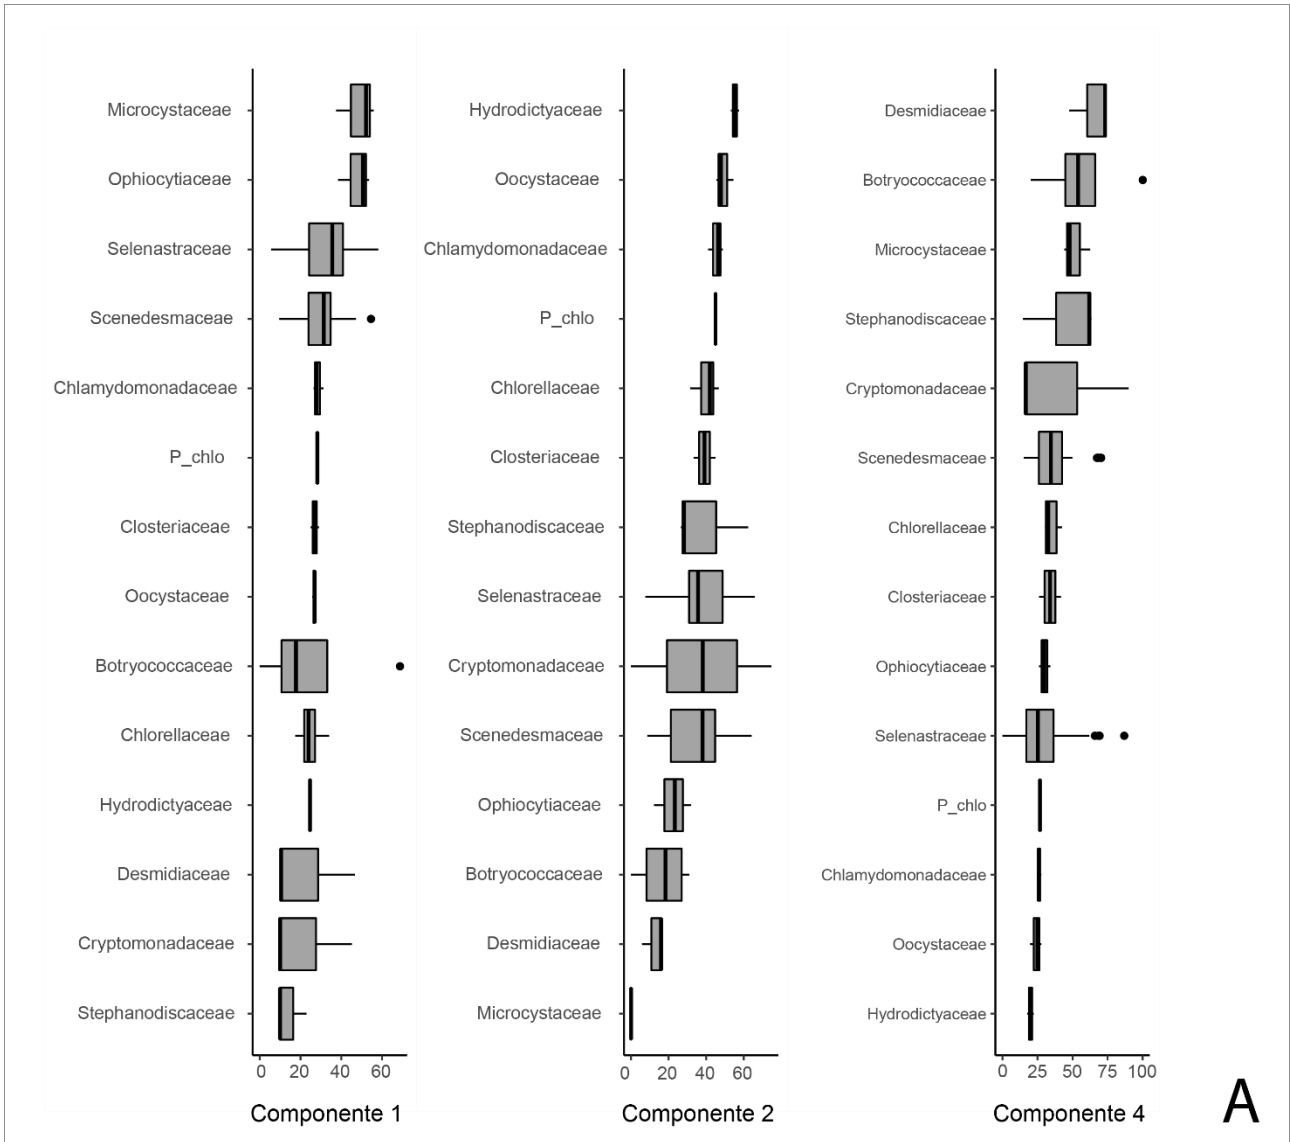 Microcystaceae
Ophiocytiaceae
Selenastraceae
Scenedesmaceae
Chlamydomonadaceae
P_chlo
Closteriaceae
Oocystaceae
Botryococcaceae
Chlorellaceae
Hydrodictyaceae
Desmidiaceae
Cryptomonadaceae
Stephanodiscaceae
0 20 40 60
Componente 1
Hydrodictyaceae
Oocystaceae
Chlamydomonadaceae
P_chlo
Chlorellaceae
Closteriaceae
Stephanodiscaceae
Selenastraceae
Cryptomonadaceae
Scenedesmaceae
Ophiocytiaceae
Botryococcaceae
Desmidiaceae
Microcystaceae
0 20 40 60
Componente 2
Desmidiaceae
Botryococcaceae
Microcystaceae
Stephanodiscaceae
Cryptomonadaceae
Scenedesmaceae
Chlorellaceae
Closteriaceae
Ophiocytiaceae
Selenastraceae
P_chlo
Chlamydomonadaceae
Oocystaceae
Hydrodictyaceae
0 25 50 75 100
Componente 4
A